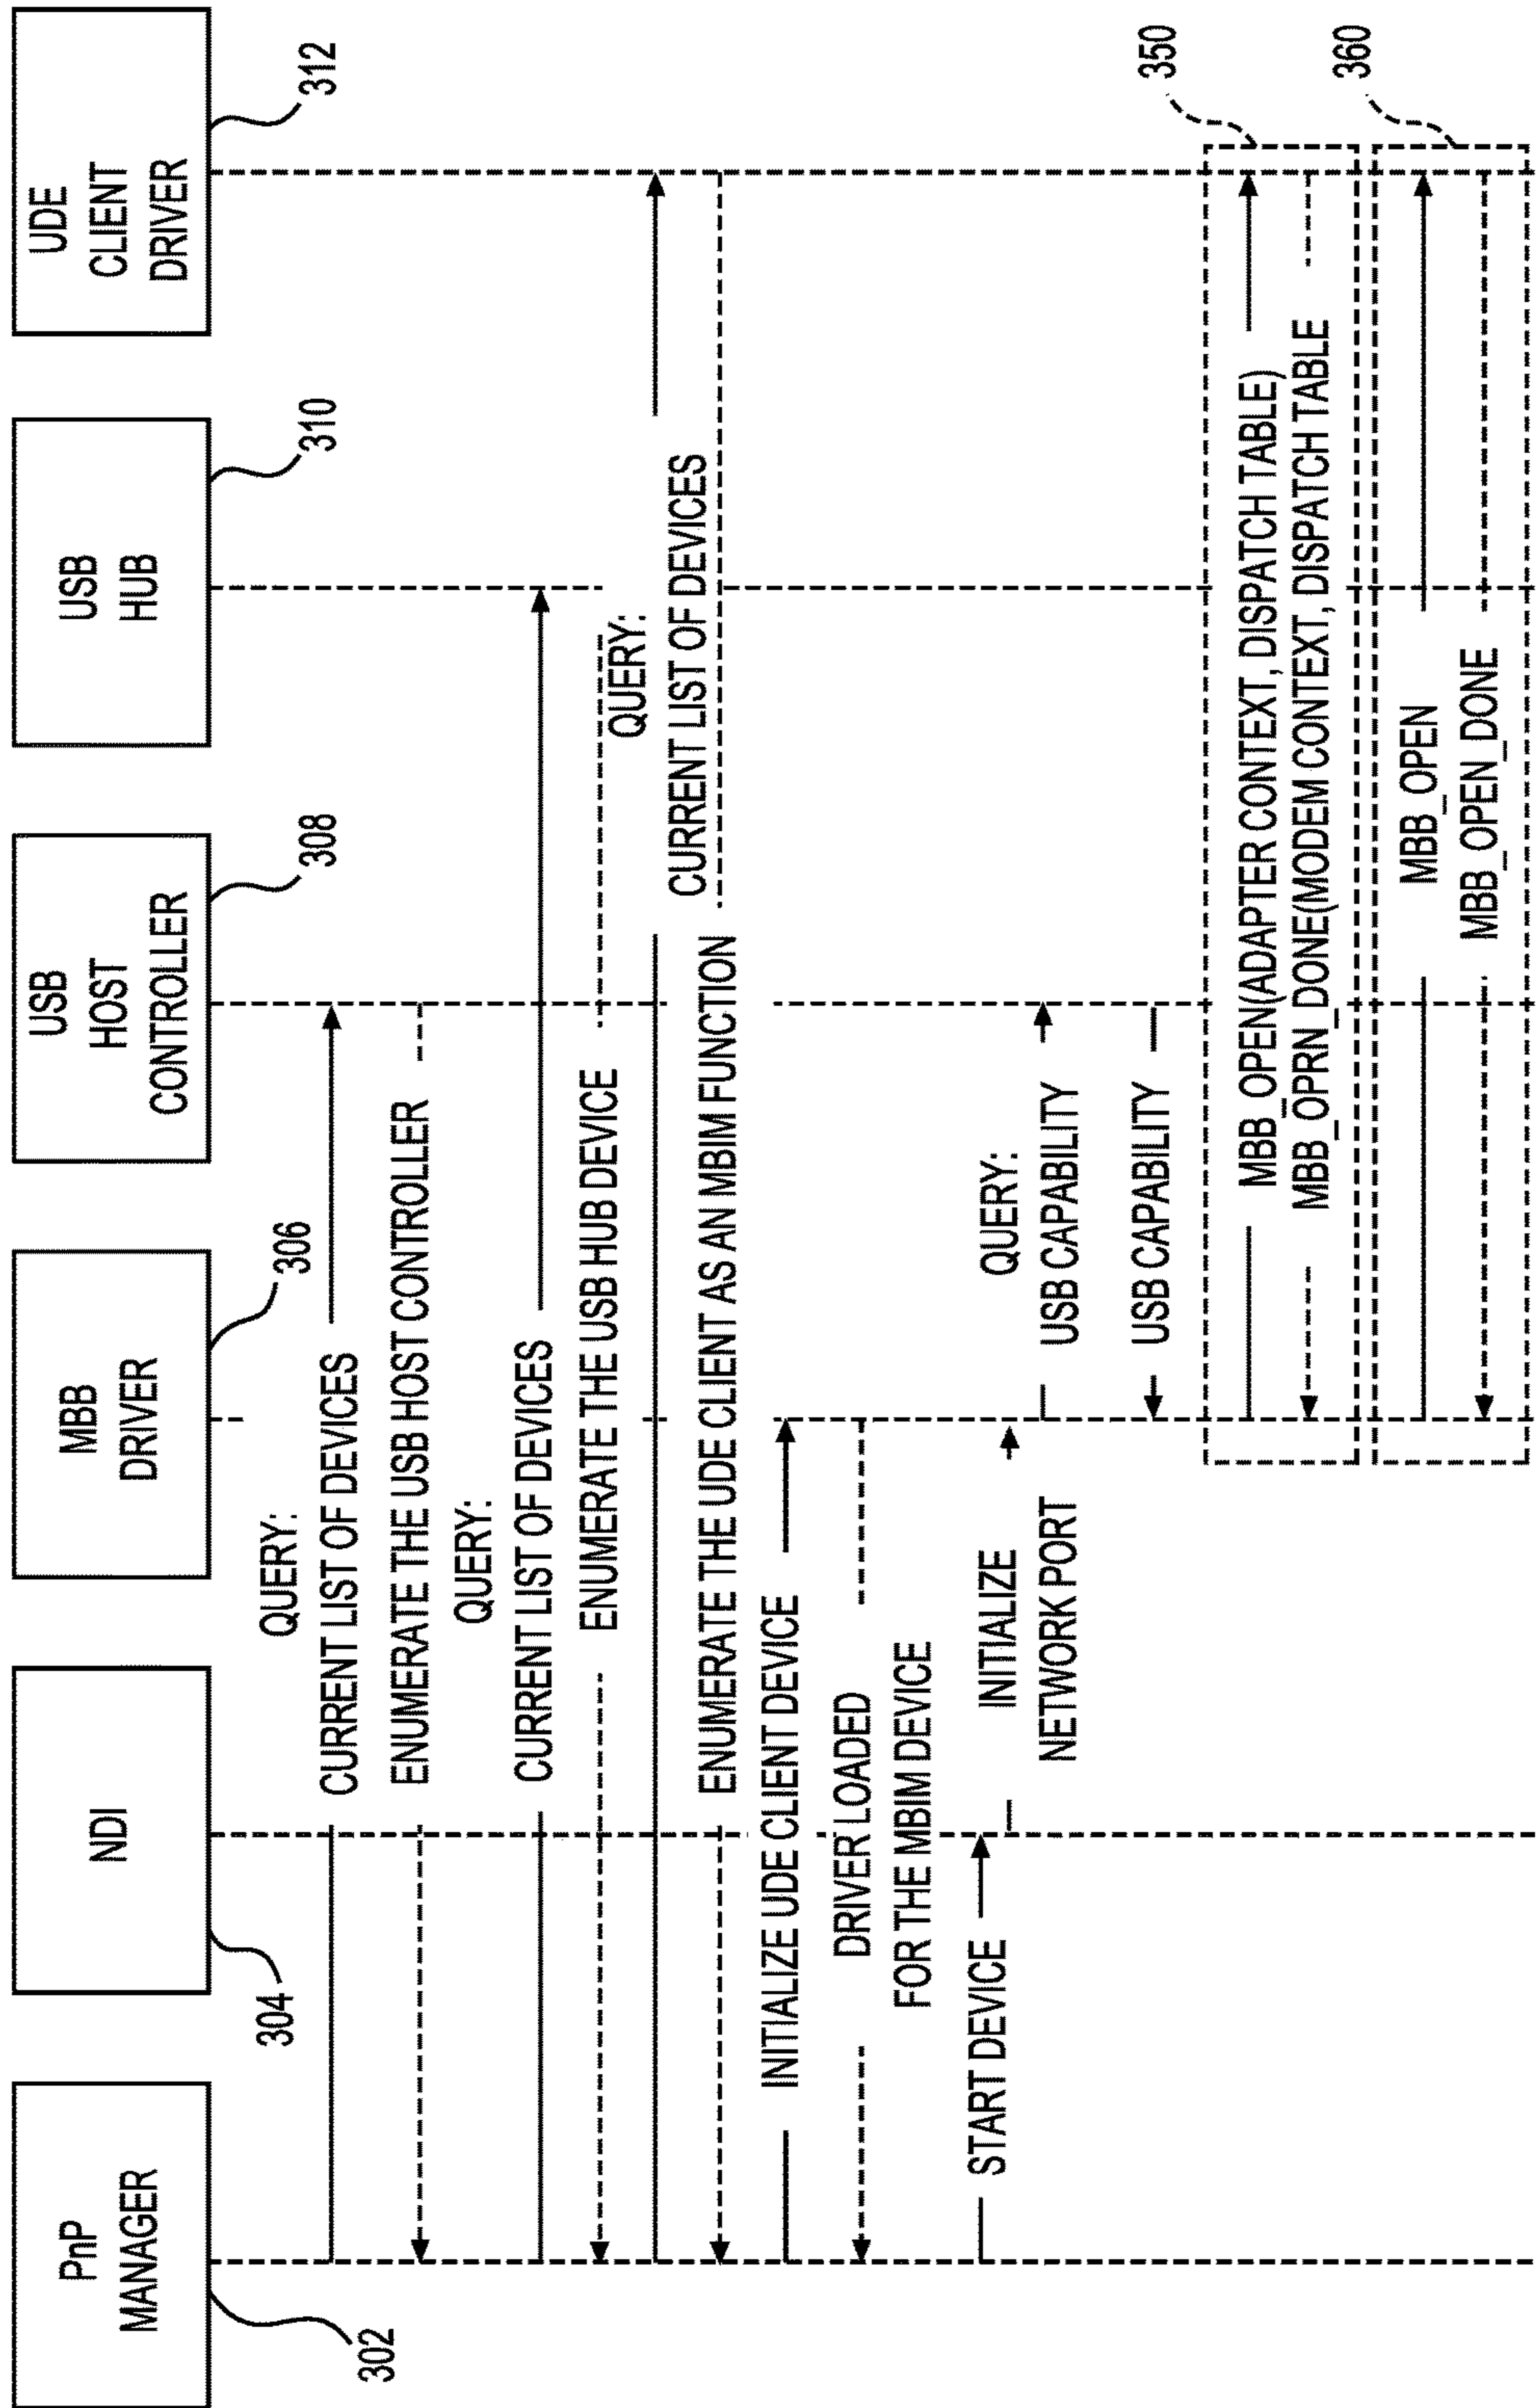 PnP
MANAGER
302
NDI
304
MBB
DRIVER
306
USB
HOST
CONTROLLER
308
USB
HUB
310
UDE
CLIENT
DRIVER
312
QUERY:
CURRENT LIST OF DEVICES
ENUMERATE THE USB HOST CONTROLLER
QUERY:
CURRENT LIST OF DEVICES
ENUMERATE THE USB HUB DEVICE
QUERY:
CURRENT LIST OF DEVICES
ENUMERATE THE UDE CLIENT AS AN MBIM FUNCTION
INITIALIZE UDE CLIENT DEVICE
DRIVER LOADED
FOR THE MBIM DEVICE
START DEVICE
INITIALIZE
NETWORK PORT
QUERY:
USB CAPABILITY
USB CAPABILITY
350
MBB_OPEN(ADAPTER CONTEXT, DISPATCH TABLE)
MBB_OPRN_DONE(MODEM CONTEXT, DISPATCH TABLE
360
MBB_OPEN
MBB_OPEN_DONE